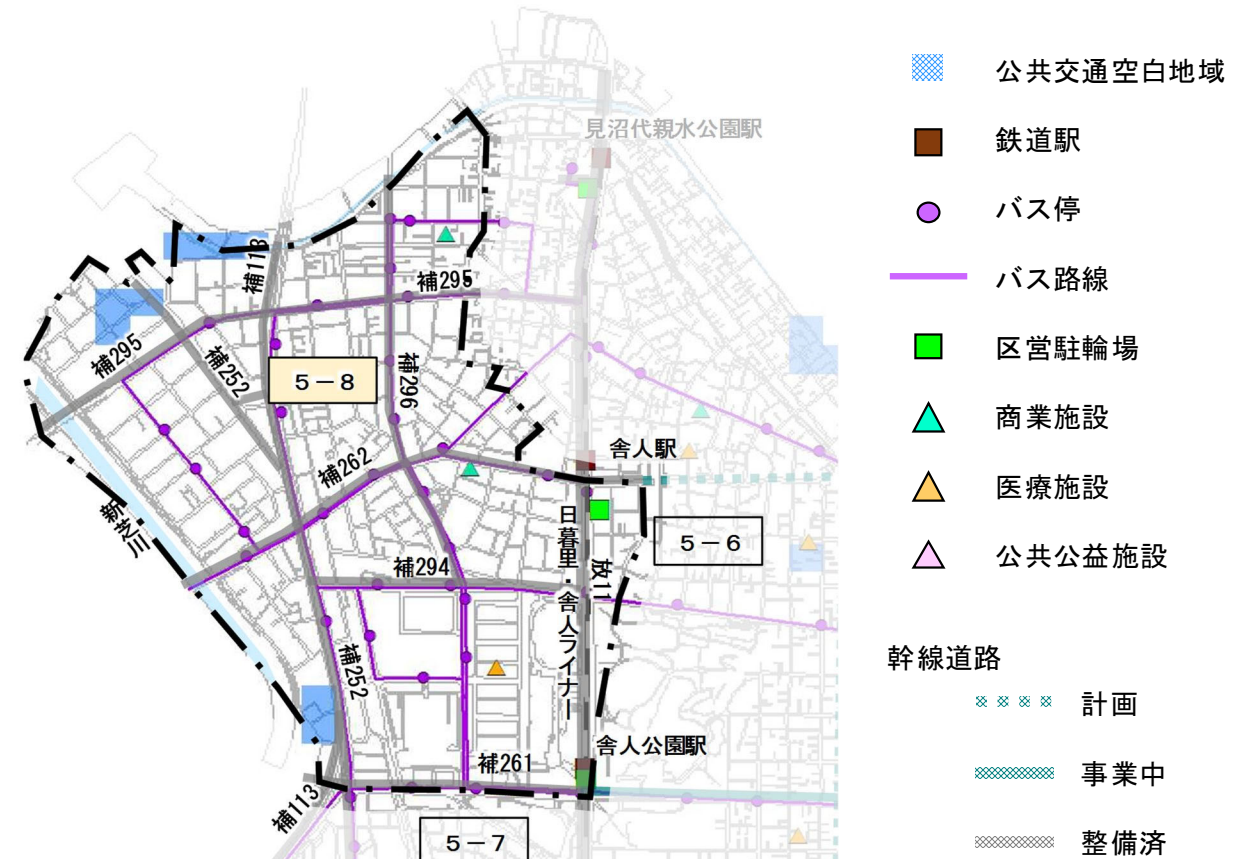 見沼代親水公園駅
補113
補295
補295
補252
5-8
補296
舎人駅
補262
新芝川
日暮里・舎人ライナー
放11
5-6
補294
補252
舎人公園駅
補261
補113
5-7
公共交通空白地域
鉄道駅
バス停
バス路線
区営駐輪場
商業施設
医療施設
公共公益施設
幹線道路
計画
事業中
整備済